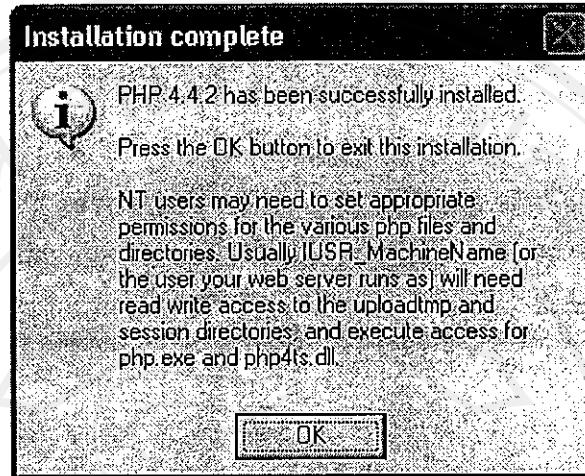 Installation complete
PHP 4.4.2 has been successfully installed.
Press the OK button to exit this installation.
NT users may need to set appropriate
permissions for the various php files and
directories. Usually IUSR_MachineName (or
the user your web server runs as) will need
read write access to the uploadtmp and
session directories, and execute access for
php.exe and php4ts.dll.
OK